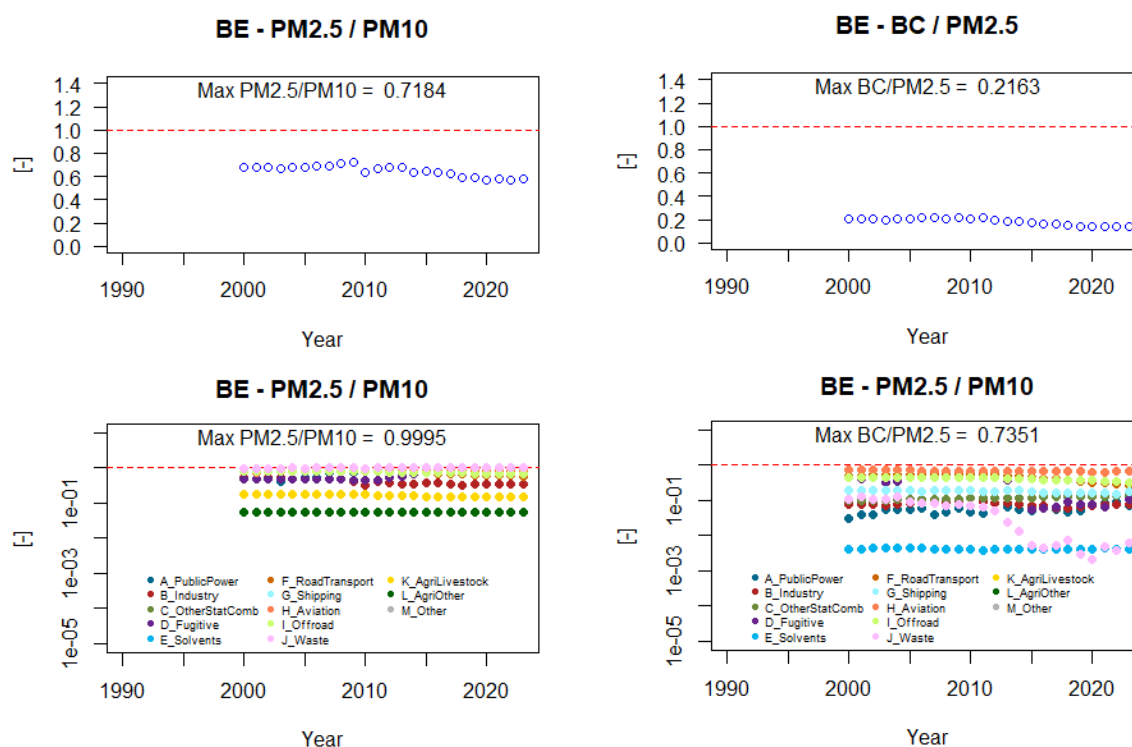 BE - PM2.5 / PM10
Max PM2.5/PM10 = 0.7184
1.4
1.2
1.0
0.8
0.6
0.4
0.2
0.0
[-]
1990 2000 2010 2020
Year
BE - BC / PM2.5
Max BC/PM2.5 = 0.2163
1.4
1.2
1.0
0.8
0.6
0.4
0.2
0.0
[-]
1990 2000 2010 2020
Year
BE - PM2.5 / PM10
Max PM2.5/PM10 = 0.9995
1e-01
1e-03
1e-05
[-]
A_PublicPower F_RoadTransport K_AgriLivestock
B_Industry G_Shipping L_AgriOther
C_OtherStatComb H_Aviation M_Other
D_Fugitive I_Offroad
E_Solvents J_Waste
1990 2000 2010 2020
Year
BE - PM2.5 / PM10
Max BC/PM2.5 = 0.7351
1e-01
1e-03
1e-05
[-]
A_PublicPower F_RoadTransport K_AgriLivestock
B_Industry G_Shipping L_AgriOther
C_OtherStatComb H_Aviation M_Other
D_Fugitive I_Offroad
E_Solvents J_Waste
1990 2000 2010 2020
Year